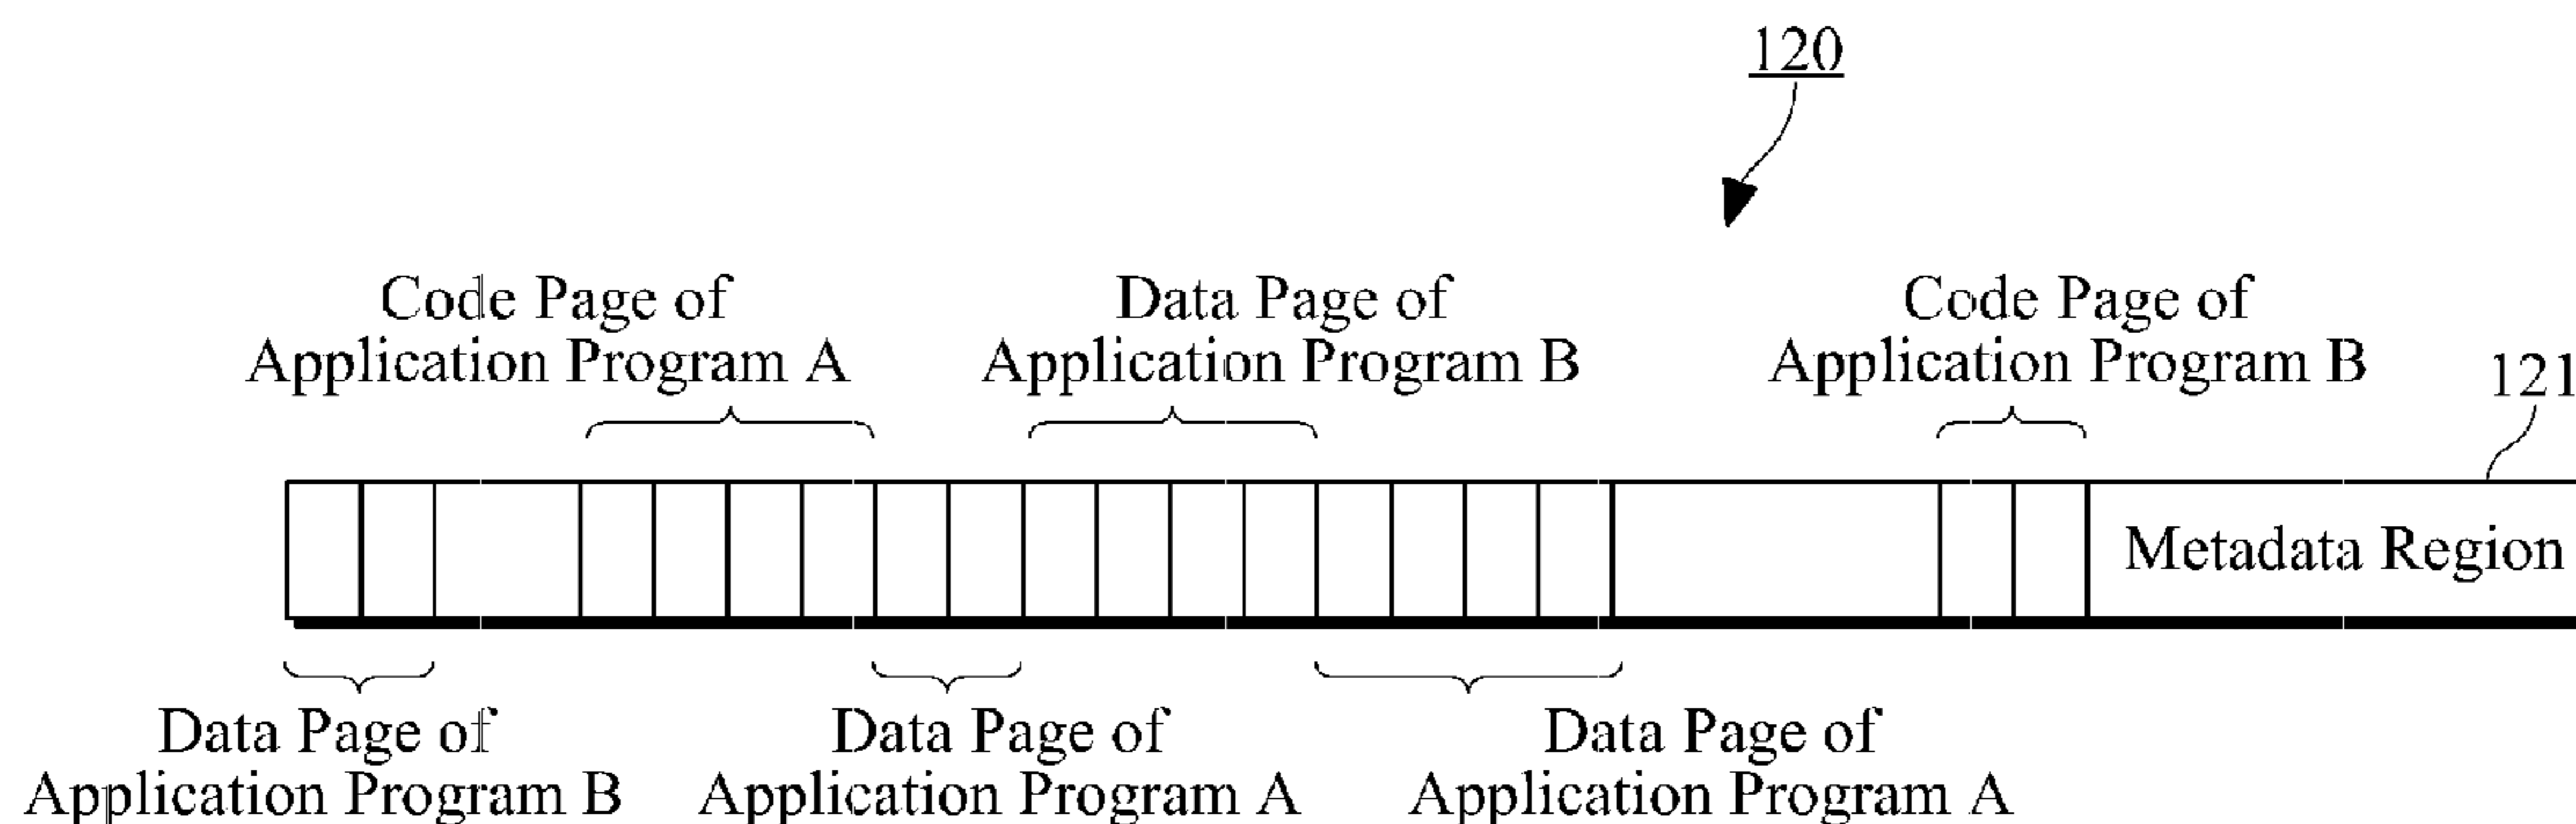 120
Code Page of
Application Program A
Data Page of
Application Program B
Code Page of
Application Program B
121
Metadata Region
Data Page of
Application Program B
Data Page of
Application Program A
Data Page of
Application Program A